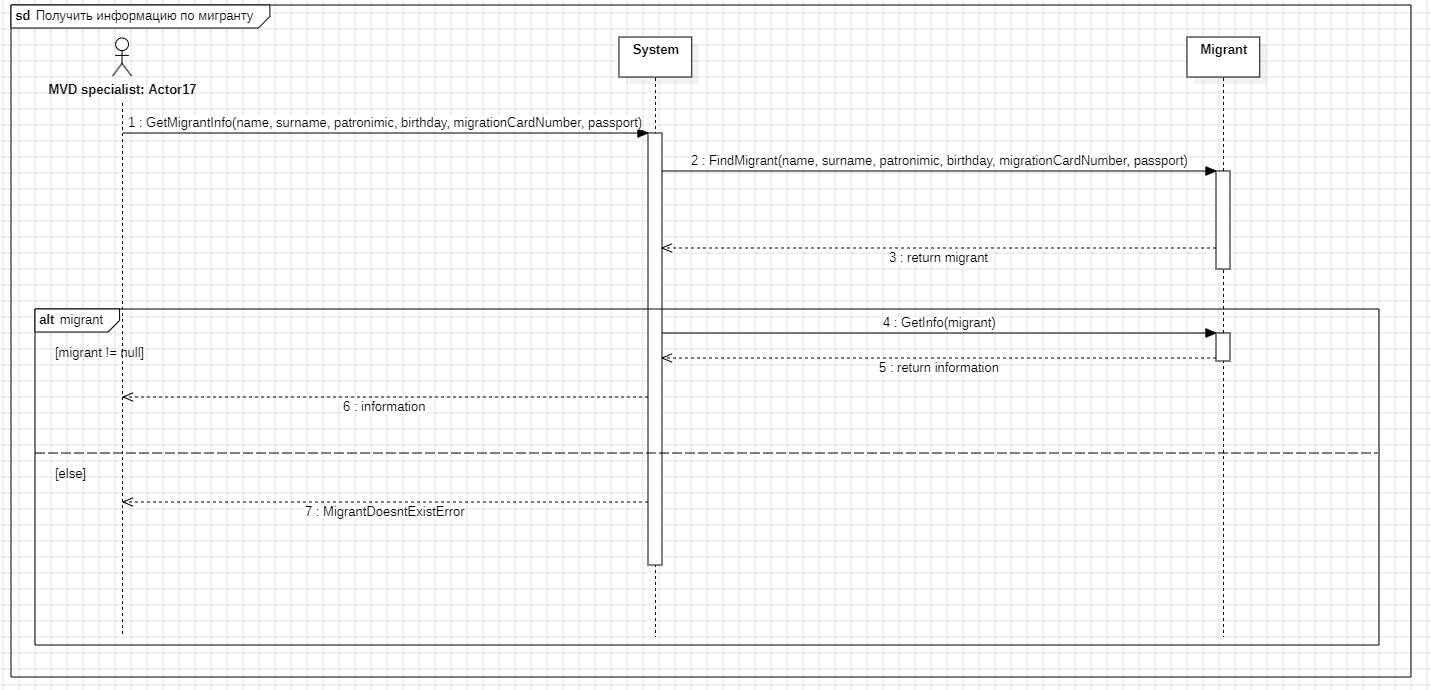 sd Получить информацию по мигранту
System
Migrant
MVD specialist: Actor17
1 : GetMigrantInfo(name, surname, patronimic, birthday, migrationCardNumber, passport)
2 : FindMigrant(name, surname, patronimic, birthday, migrationCardNumber, passport)
3 : return migrant
alt migrant
4 : GetInfo(migrant)
[migrant != null]
5 : return information
6 : information
[else]
7 : MigrantDoesntExistError